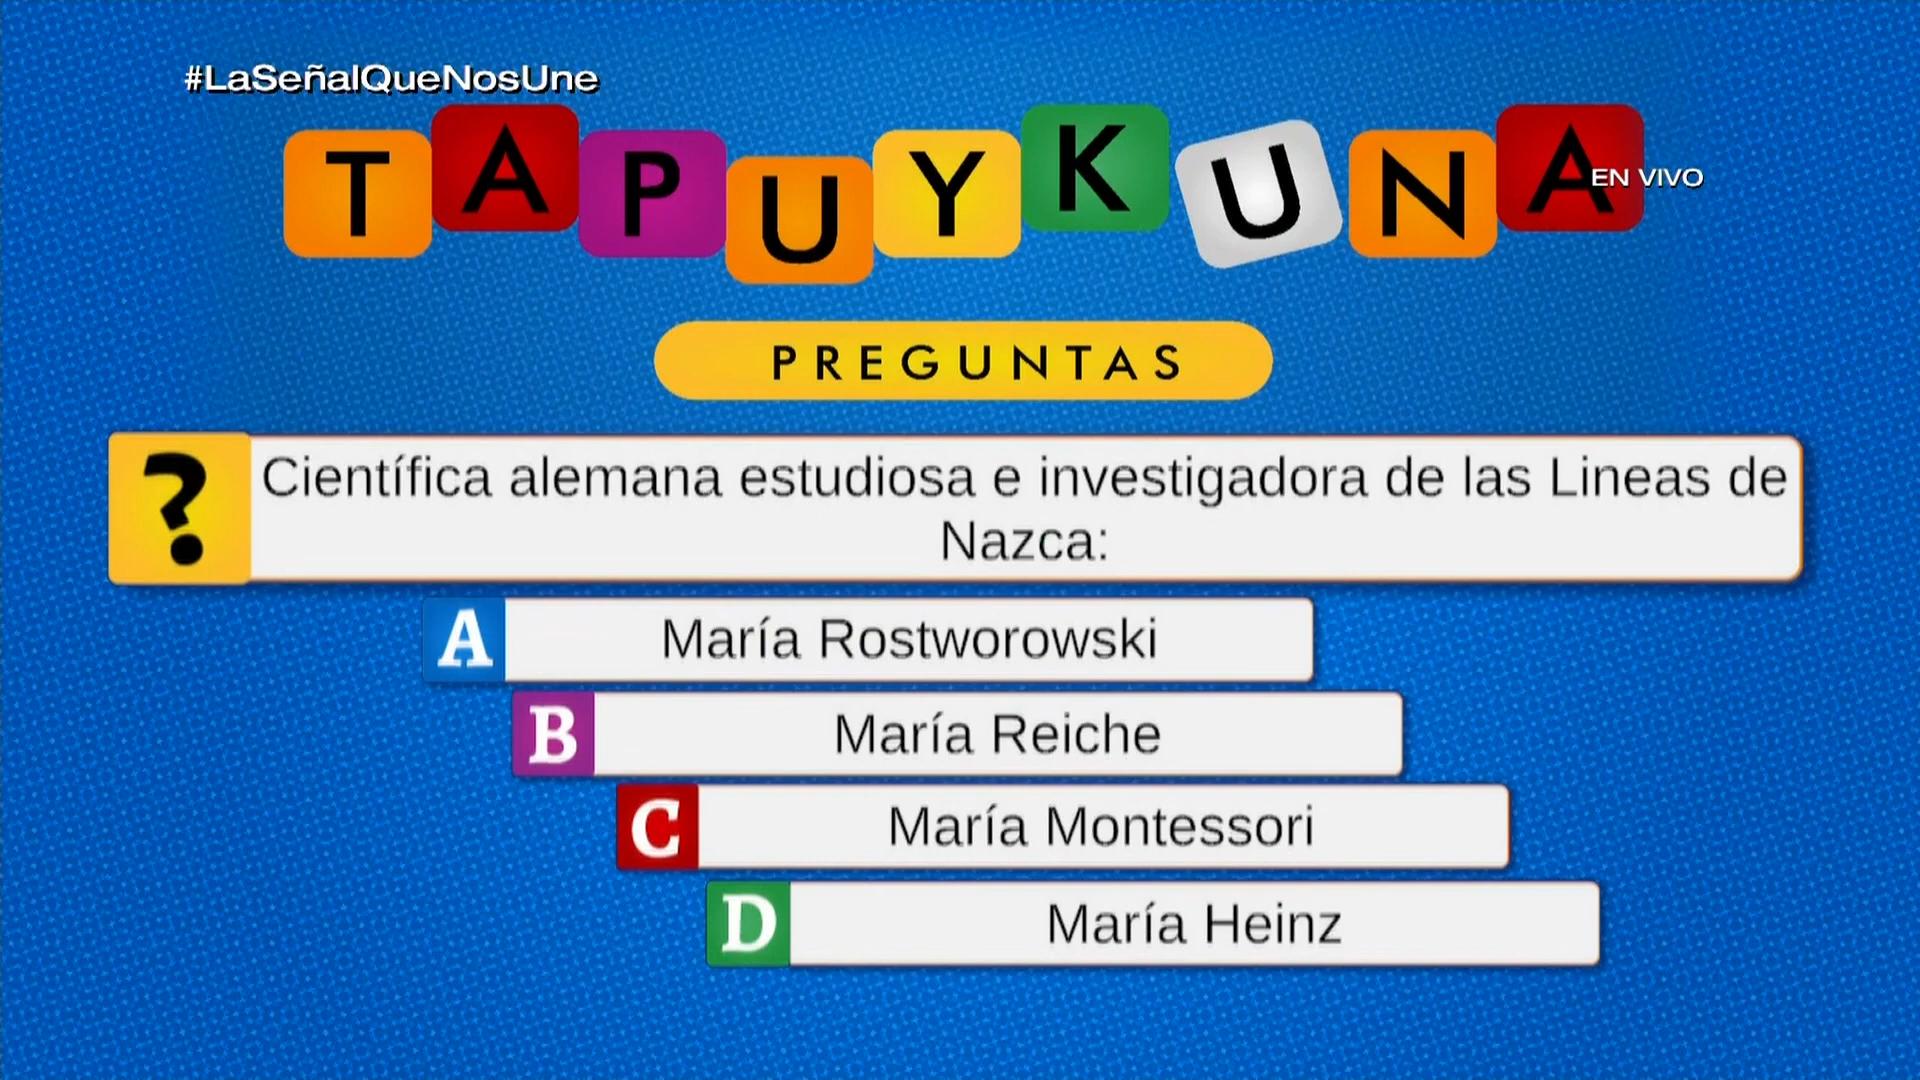 #LaSeñalQueNosUne
TAPUYKUNA
EN VIVO
PREGUNTAS
? Científica alemana estudiosa e investigadora de las Lineas de
Nazca:
A María Rostworowski
B María Reiche
C María Montessori
D María Heinz